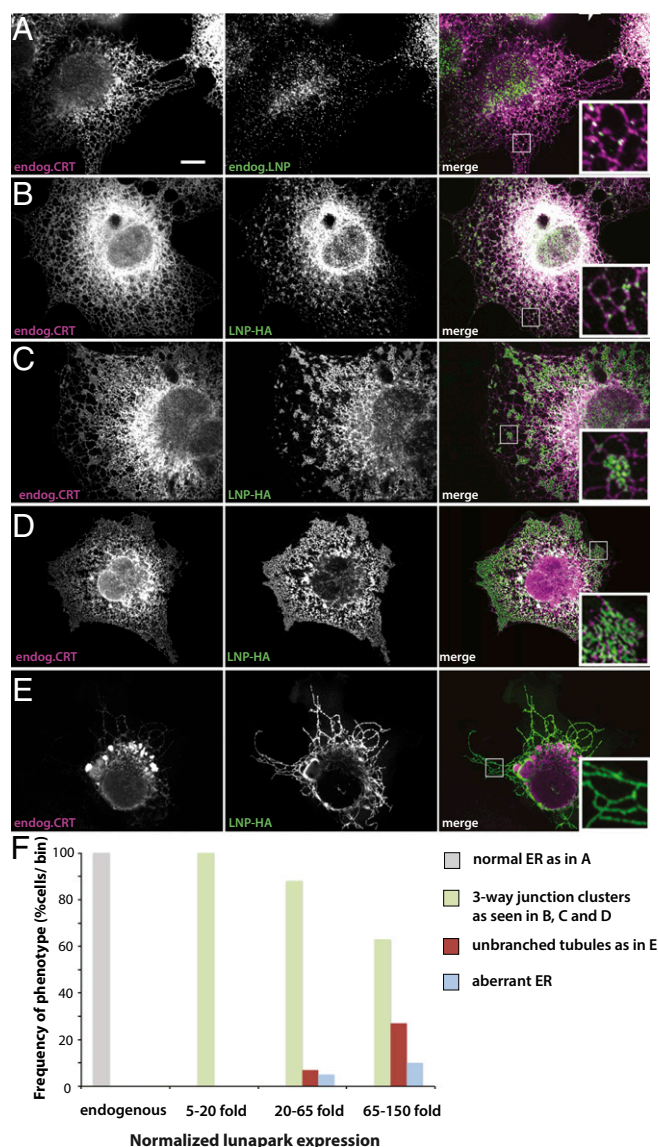 A
endog.CRT endog.LNP merge
B
endog.CRT LNP-HA merge
C
endog.CRT LNP-HA merge
D
endog.CRT LNP-HA merge
E
endog.CRT LNP-HA merge
F
Frequency of phenotype (%cells/ bin)
100
80
60
40
20
0
endogenous 5-20 fold 20-65 fold 65-150 fold
Normalized lunapark expression
normal ER as in A
3-way junction clusters
as seen in B, C and D
unbranched tubules as in E
aberrant ER